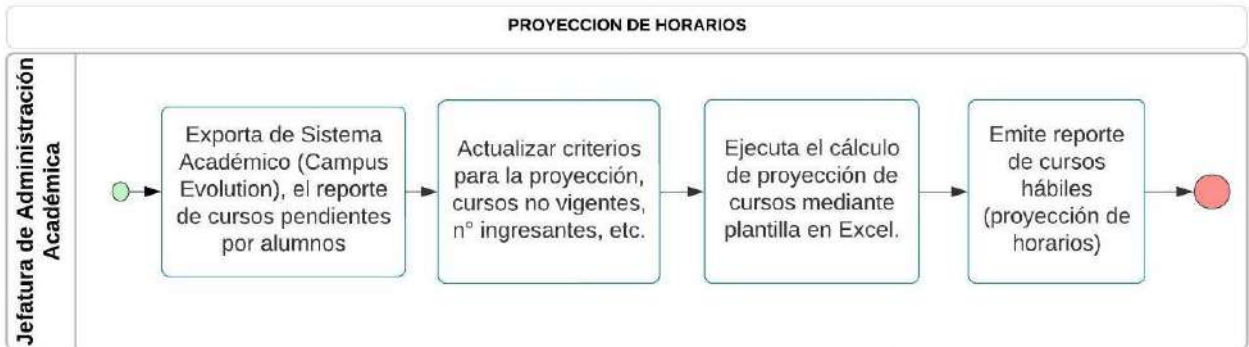 PROYECCION DE HORARIOS
Jefatura de Administración
Académica
Exporta de Sistema
Académico (Campus
Evolution), el reporte
de cursos pendientes
por alumnos
Actualizar criterios
para la proyección,
cursos no vigentes,
n° ingresantes, etc.
Ejecuta el cálculo
de proyección de
cursos mediante
plantilla en Excel.
Emite reporte
de cursos
hábiles
(proyección de
horarios)